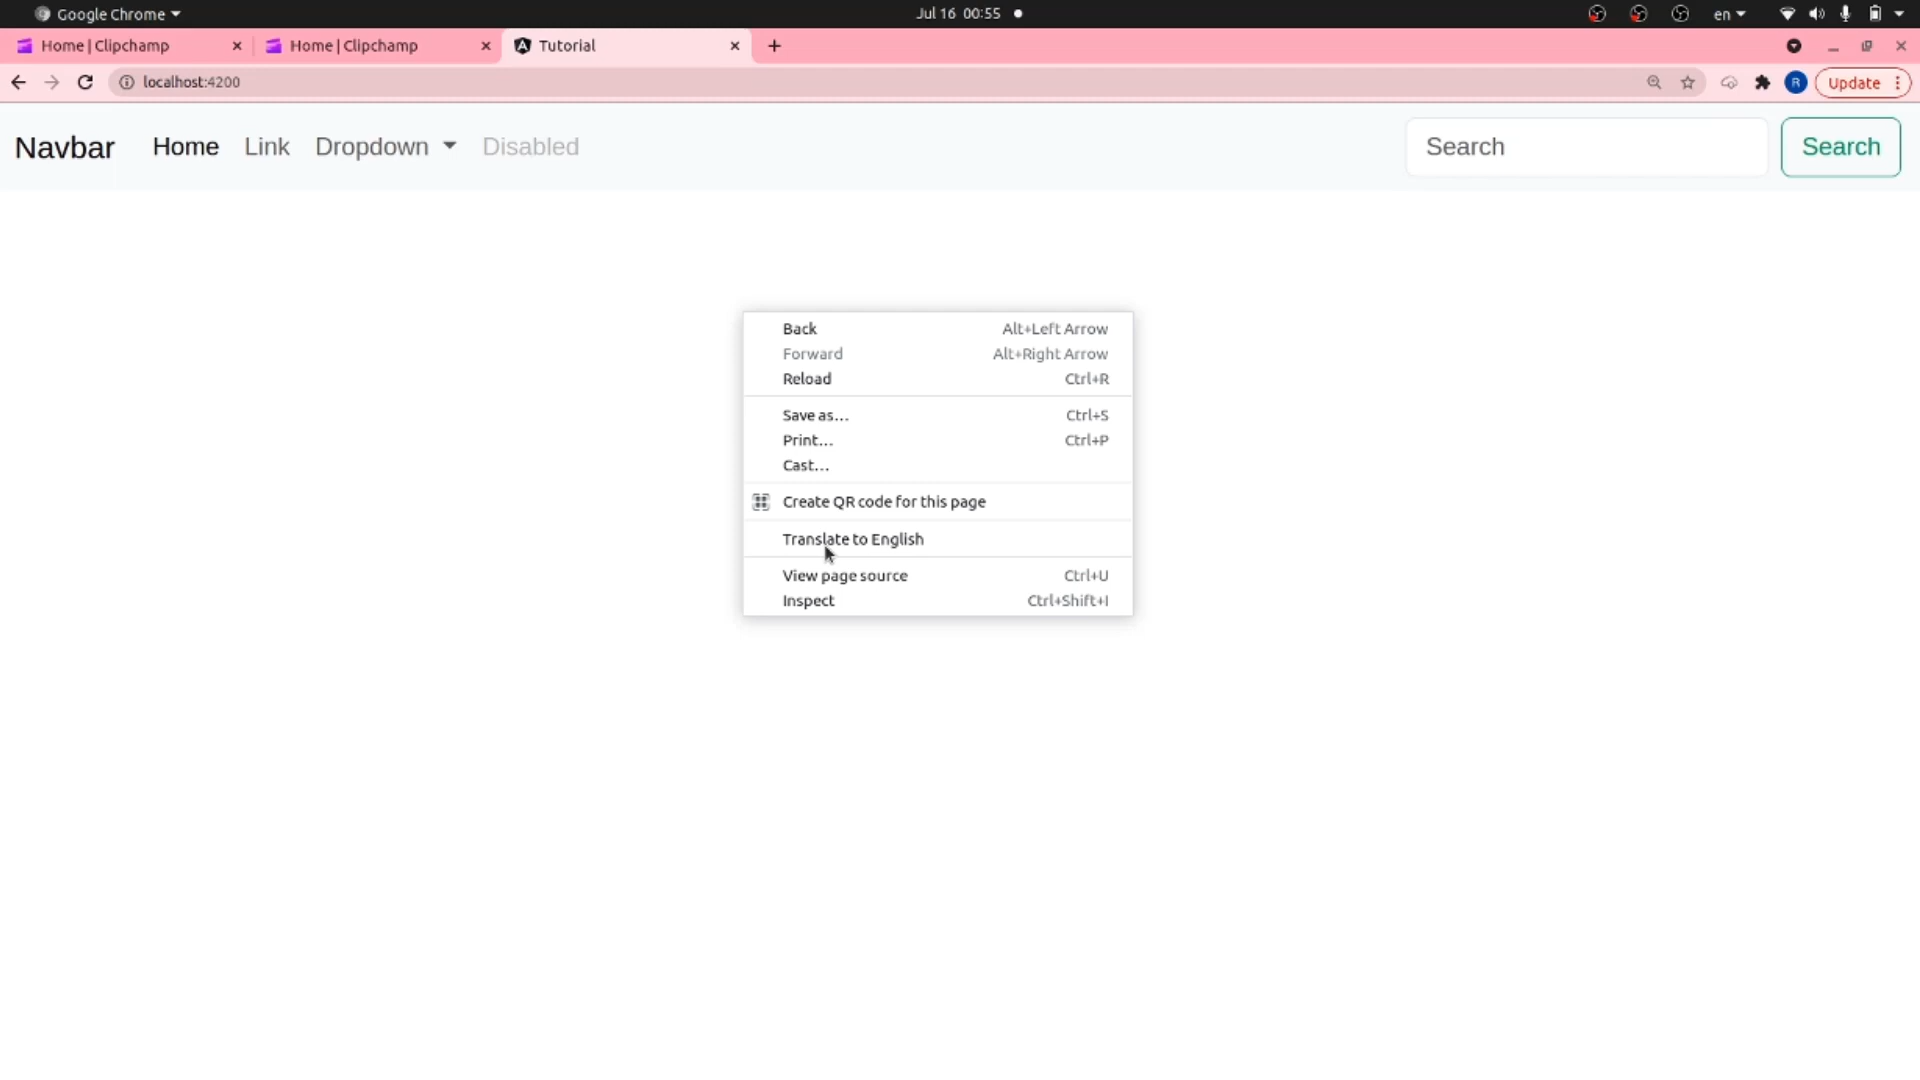 Google Chrome Jul 16 00:55 en
Home | Clipchamp Home | Clipchamp Tutorial
localhost:4200 R Update
Navbar Home Link Dropdown Disabled Search Search
Back Alt+Left Arrow
Forward Alt+Right Arrow
Reload Ctrl+R
Save as... Ctrl+S
Print... Ctrl+P
Cast...
Create QR code for this page
Translate to English
View page source Ctrl+U
Inspect Ctrl+Shift+I